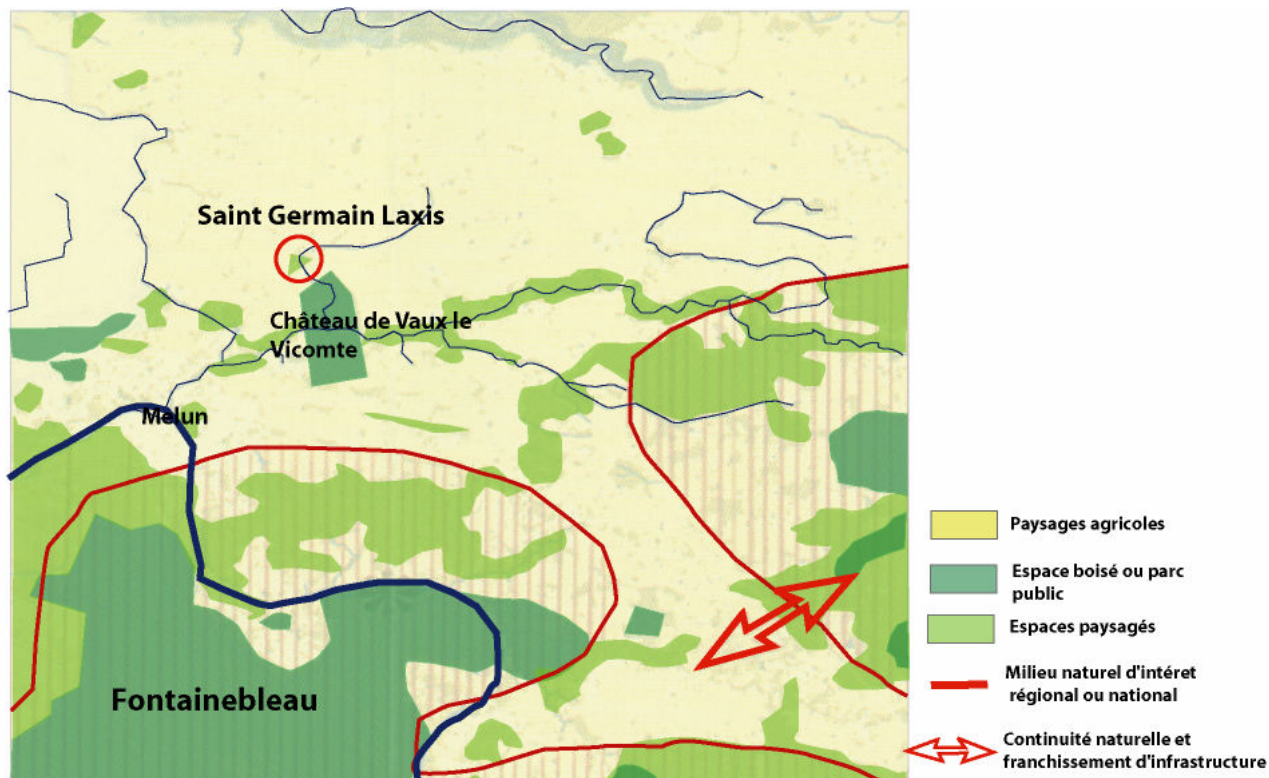 Saint Germain Laxis
Château de Vaux le
Vicomte
Melun
Fontainebleau
Paysages agricoles
Espace boisé ou parc
public
Espaces paysagés
Milieu naturel d'intéret
régional ou national
Continuité naturelle et
franchissement d'infrastructure